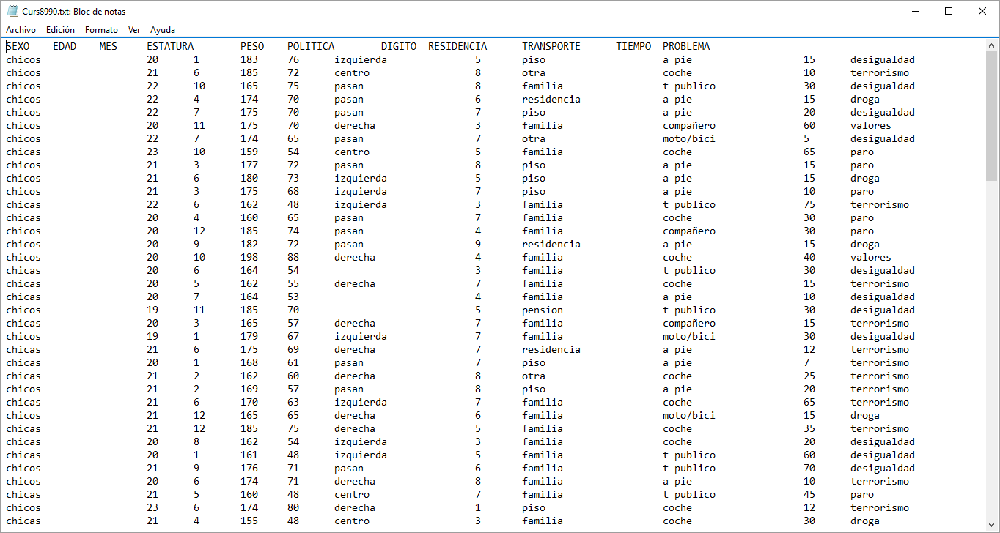 Curs8990.txt: Bloc de notas
Archivo Edición Formato Ver Ayuda
SEXO EDAD MES ESTATURA PESO POLITICA DIGITO RESIDENCIA TRANSPORTE TIEMPO PROBLEMA
chicos 20 1 183 76 izquierda 5 piso a pie 15 desigualdad
chicos 21 6 185 72 centro 8 otra coche 10 terrorismo
chicos 22 10 165 75 pasan 8 familia t publico 30 desigualdad
chicos 22 4 174 70 pasan 6 residencia a pie 15 droga
chicos 22 7 175 70 pasan 7 piso a pie 20 desigualdad
chicos 20 11 175 70 derecha 3 familia compañero 60 valores
chicos 22 7 174 65 pasan 7 otra moto/bici 5 desigualdad
chicas 23 10 159 54 centro 5 familia coche 65 paro
chicos 21 3 177 72 pasan 8 piso a pie 15 paro
chicos 21 6 180 73 izquierda 5 piso a pie 15 droga
chicos 21 3 175 68 izquierda 7 piso a pie 10 paro
chicas 22 6 162 48 izquierda 3 familia t publico 75 terrorismo
chicas 20 4 160 65 pasan 7 familia coche 30 paro
chicos 20 12 185 74 pasan 4 familia compañero 30 paro
chicos 20 9 182 72 pasan 9 residencia a pie 15 droga
chicos 20 10 198 88 derecha 4 familia coche 40 valores
chicas 20 6 164 54 3 familia t publico 30 desigualdad
chicas 20 5 162 55 derecha 7 familia coche 15 terrorismo
chicas 20 7 164 53 4 familia a pie 10 desigualdad
chicos 19 11 185 70 5 pension t publico 30 desigualdad
chicas 20 3 165 57 derecha 7 familia compañero 15 terrorismo
chicos 19 1 179 67 izquierda 7 familia moto/bici 30 desigualdad
chicas 21 6 175 69 derecha 7 residencia a pie 12 terrorismo
chicas 20 1 168 61 pasan 7 piso a pie 7 terrorismo
chicas 21 2 162 60 derecha 8 otra coche 25 terrorismo
chicos 21 2 169 57 pasan 8 piso a pie 20 terrorismo
chicas 21 6 170 63 izquierda 7 familia coche 65 terrorismo
chicos 21 12 165 65 derecha 6 familia moto/bici 15 droga
chicas 21 12 185 75 derecha 5 familia coche 35 terrorismo
chicas 20 8 162 54 izquierda 3 familia coche 20 desigualdad
chicas 20 1 161 48 izquierda 5 familia t publico 60 desigualdad
chicos 21 9 176 71 pasan 6 familia t publico 70 desigualdad
chicos 20 6 174 71 derecha 8 familia a pie 10 terrorismo
chicas 21 5 160 48 centro 7 familia t publico 45 paro
chicos 23 6 174 80 derecha 1 piso coche 12 terrorismo
chicas 21 4 155 48 centro 3 familia coche 30 droga